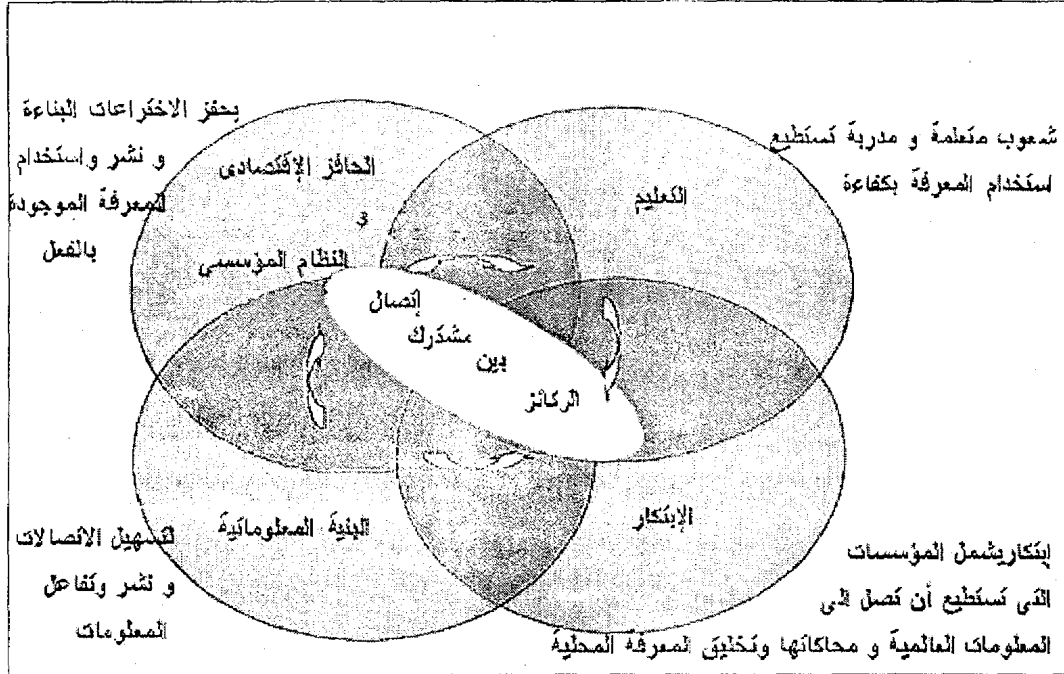 يحفز الاختراعات البناءة
و نشر واستخدام
المعرفة الموجودة
بالفعل
الحافز الإقتصادى
و
النظام المؤسسى
التعليم
شعوب متعلمة و مدربة تستطيع
استخدام المعرفة بكفاءة
إتصال
مشترك
بين
الركائز
البنية المعلوماتية
لتسهيل الاتصالات
و نشر وتفاعل
المعلومات
الإبتكار
إبتكاريشمل المؤسسات
التى تستطيع أن تصل الى
المعلومات العالمية و محاكاتها وتخليق المعرفة المحلية